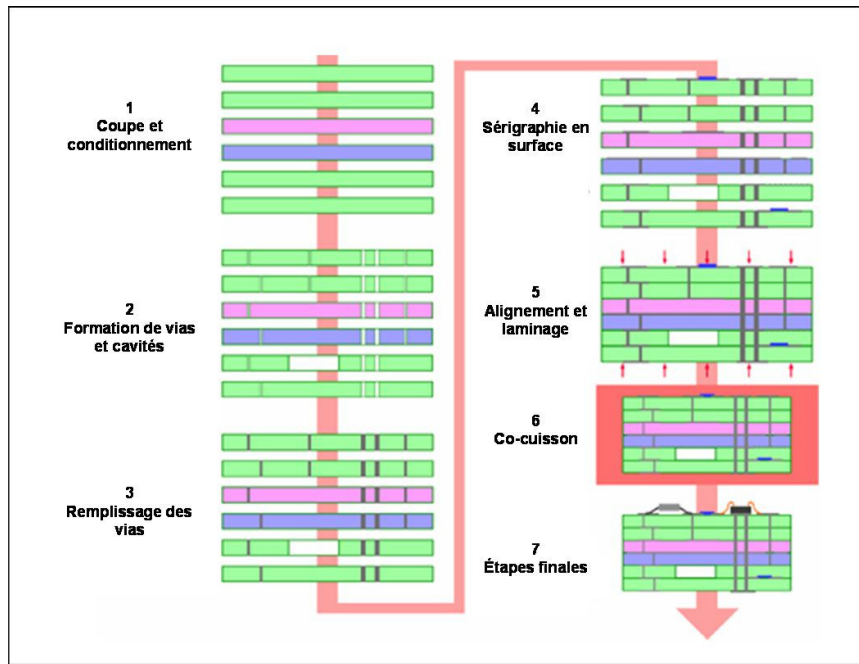 1
Coupe et
conditionnement
2
Formation de vias
et cavités
3
Remplissage des
vias
4
Sérigraphie en
surface
5
Alignement et
laminage
6
Co-cuisson
7
Étapes finales